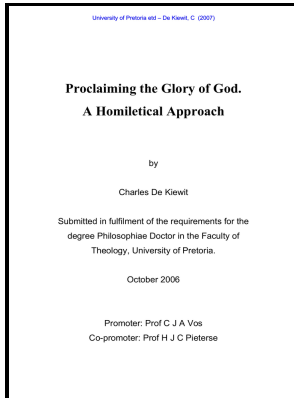 University of Pretoria etd – De Kiewit, C (2007)
Proclaiming the Glory of God.
A Homiletical Approach
by
Charles De Kiewit
Submitted in fulfilment of the requirements for the
degree Philosophiae Doctor in the Faculty of
Theology, University of Pretoria.
October 2006
Promoter: Prof C J A Vos
Co-promoter: Prof H J C Pieterse